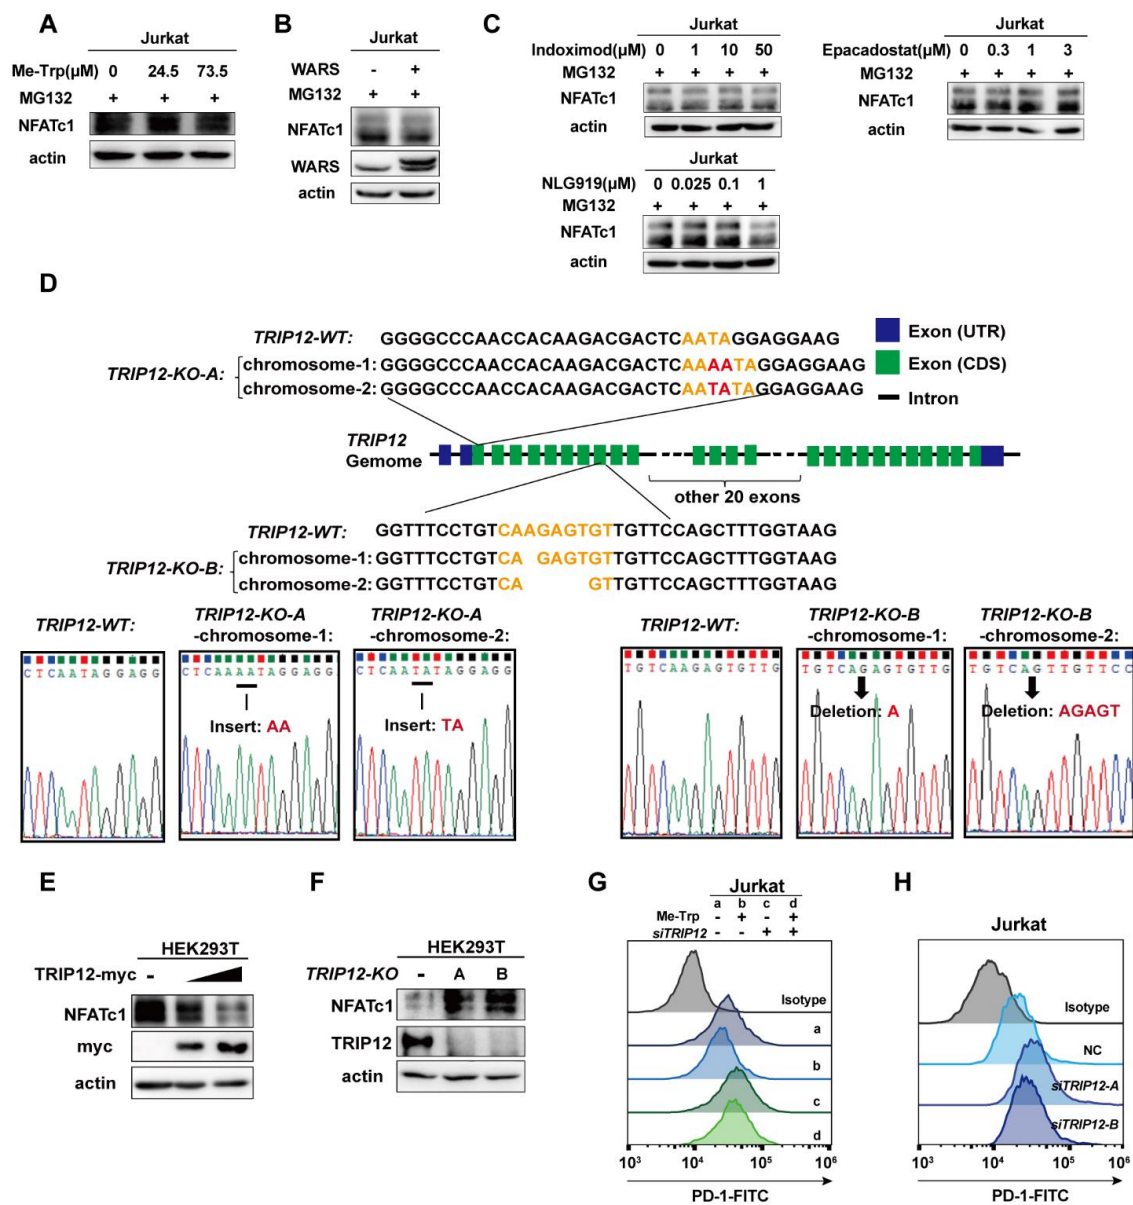 A
Jurkat
Me-Trp(μM) 0 24.5 73.5
MG132 + + +
NFATc1
actin
B
Jurkat
WARS - +
MG132 + +
NFATc1
WARS
actin
C
Jurkat
Indoximod(μM) 0 1 10 50
MG132 + + + +
NFATc1
actin
Jurkat
Epacadostat(μM) 0 0.3 1 3
MG132 + + + +
NFATc1
actin
Jurkat
NLG919(μM) 0 0.025 0.1 1
MG132 + + + +
NFATc1
actin
D
TRIP12-WT: GGGGCCCAACCACAAGACGACTCAATAGGAGGAAG
TRIP12-KO-A:
chromosome-1: GGGGCCCAACCACAAGACGACTCAAAATAGGAGGAAG
chromosome-2: GGGGCCCAACCACAAGACGACTCAATATAGGAGGAAG
Exon (UTR)
Exon (CDS)
Intron
TRIP12
Gemome
other 20 exons
TRIP12-WT: GGTTTCCTGTCAAGAGTGTTGTTCCAGCTTTGGTAAG
TRIP12-KO-B:
chromosome-1: GGTTTCCTGTCA GAGTGTTGTTCCAGCTTTGGTAAG
chromosome-2: GGTTTCCTGTCA GTTGTTCCAGCTTTGGTAAG
TRIP12-WT:
CTCAATAGGAGG
TRIP12-KO-A
-chromosome-1:
CTCAAAATAGGAGG
Insert: AA
TRIP12-KO-A
-chromosome-2:
CTCAATATAGGAGG
Insert: TA
TRIP12-WT:
TGTCAAGAGTGTTG
TRIP12-KO-B
-chromosome-1:
TGTCAGAGTGTTG
Deletion: A
TRIP12-KO-B
-chromosome-2:
TGTCAGTTGTTCC
Deletion: AGAGT
E
HEK293T
TRIP12-myc -
NFATc1
myc
actin
F
HEK293T
TRIP12-KO - A B
NFATc1
TRIP12
actin
G
Jurkat
a b c d
Me-Trp - + - +
siTRIP12 - - + +
Isotype
a
b
c
d
10³ 10⁴ 10⁵ 10⁶
PD-1-FITC
H
Jurkat
Isotype
NC
siTRIP12-A
siTRIP12-B
10³ 10⁴ 10⁵ 10⁶
PD-1-FITC